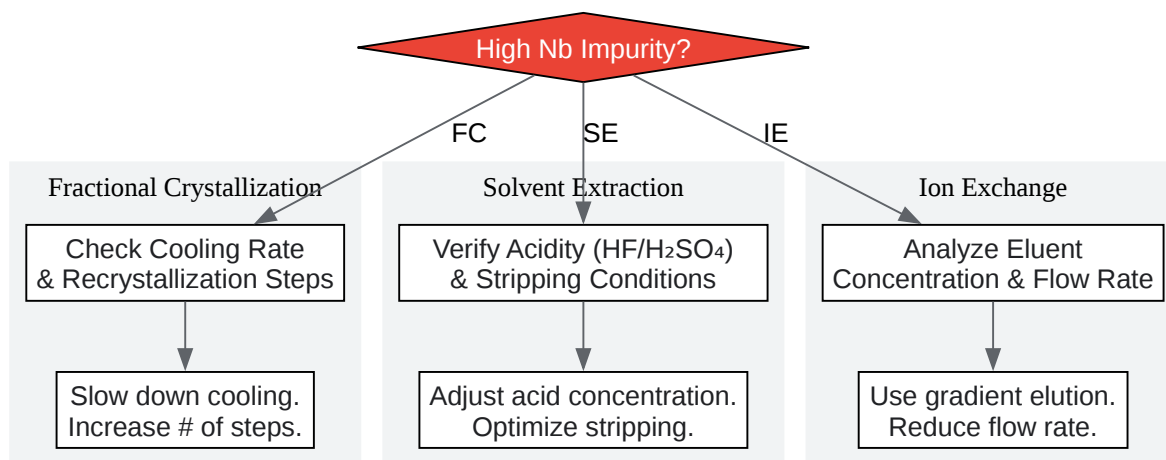 High Nb Impurity?
FC
SE
IE
Fractional Crystallization
Solvent Extraction
Ion Exchange
Check Cooling Rate
& Recrystallization Steps
Verify Acidity (HF/H₂SO₄)
& Stripping Conditions
Analyze Eluent
Concentration & Flow Rate
Slow down cooling.
Increase # of steps.
Adjust acid concentration.
Optimize stripping.
Use gradient elution.
Reduce flow rate.